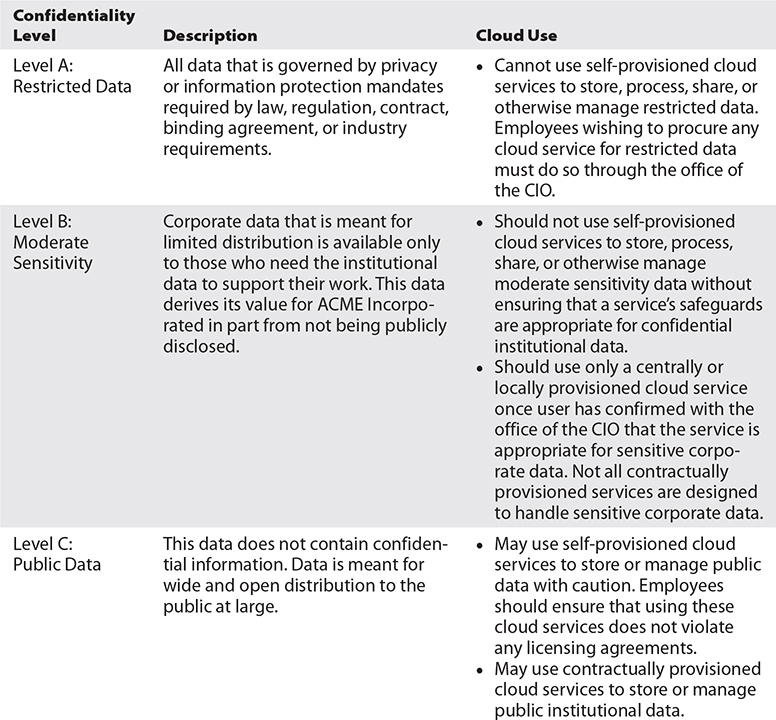 Confidentiality
Level
Description
Cloud Use
Level A:
Restricted Data
All data that is governed by privacy
or information protection mandates
required by law, regulation, contract,
binding agreement, or industry
requirements.
• Cannot use self-provisioned cloud
services to store, process, share, or
otherwise manage restricted data.
Employees wishing to procure any
cloud service for restricted data
must do so through the office of
the CIO.
Level B:
Moderate
Sensitivity
Corporate data that is meant for
limited distribution is available only
to those who need the institutional
data to support their work. This data
derives its value for ACME Incorpo-
rated in part from not being publicly
disclosed.
• Should not use self-provisioned
cloud services to store, process,
share, or otherwise manage
moderate sensitivity data without
ensuring that a service's safeguards
are appropriate for confidential
institutional data.
• Should use only a centrally or
locally provisioned cloud service
once user has confirmed with the
office of the CIO that the service is
appropriate for sensitive corpo-
rate data. Not all contractually
provisioned services are designed
to handle sensitive corporate data.
Level C:
Public Data
This data does not contain confiden-
tial information. Data is meant for
wide and open distribution to the
public at large.
• May use self-provisioned cloud
services to store or manage public
data with caution. Employees
should ensure that using these
cloud services does not violate
any licensing agreements.
• May use contractually provisioned
cloud services to store or manage
public institutional data.